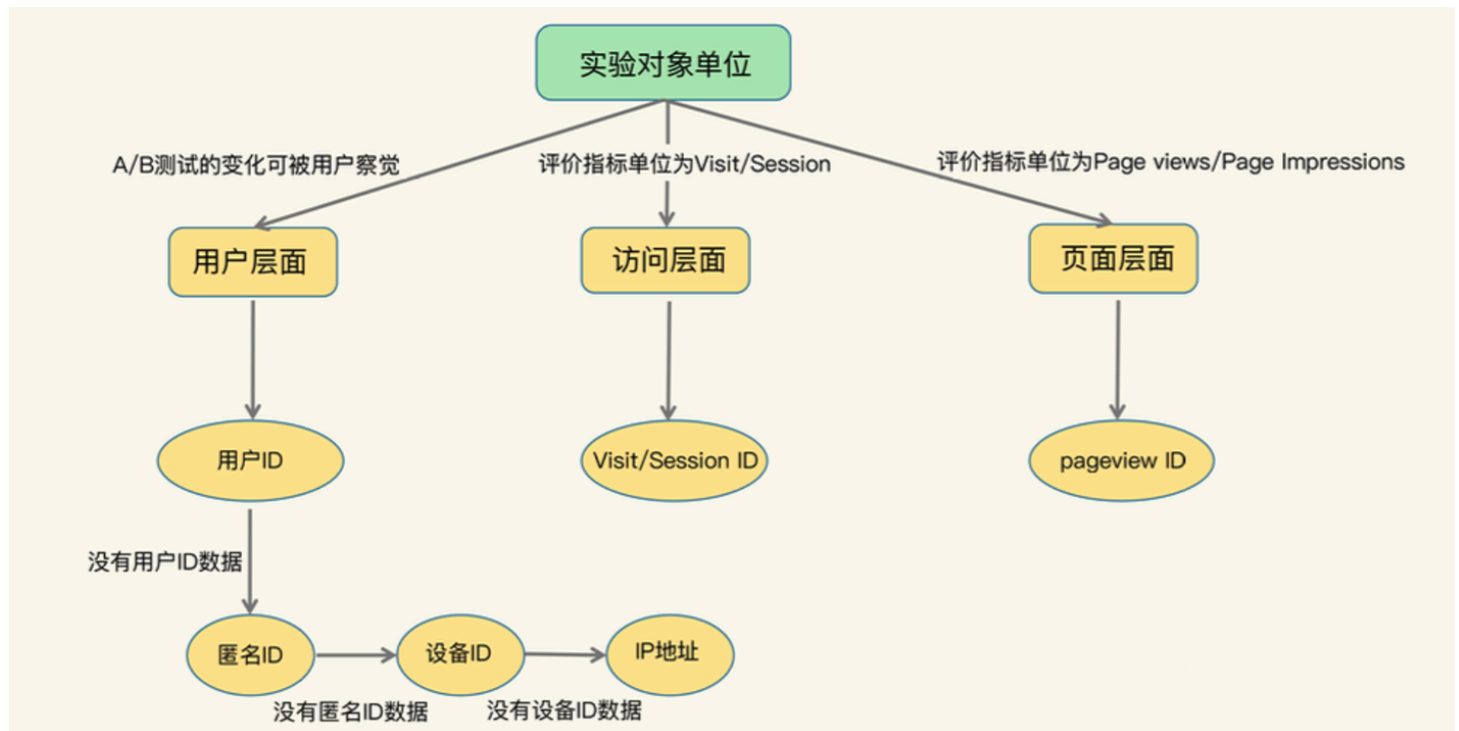 实验对象单位
A/B测试的变化可被用户察觉
评价指标单位为Visit/Session
评价指标单位为Page views/Page Impressions
用户层面
访问层面
页面层面
用户ID
Visit/Session ID
pageview ID
没有用户ID数据
匿名ID
设备ID
IP地址
没有匿名ID数据
没有设备ID数据